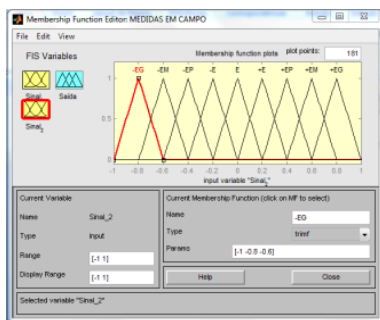 Membership Function Editor: MEDIDAS EM CAMPO
File Edit View
FIS Variables
Membership function plots plot points: 181
-EG -EM -EP -E E +E +EP +EM +EG
Sinal Saída
Sinal_2
1
0.5
0
-1 -0.8 -0.6 -0.4 -0.2 0 0.2 0.4 0.6 0.8 1
input variable "Sinal_2"
Current Variable
Name Sinal_2
Type input
Range [-1 1]
Display Range [-1 1]
Current Membership Function (click on MF to select)
Name -EG
Type trimf
Params [-1 -0.8 -0.6]
Help Close
Selected variable "Sinal_2"